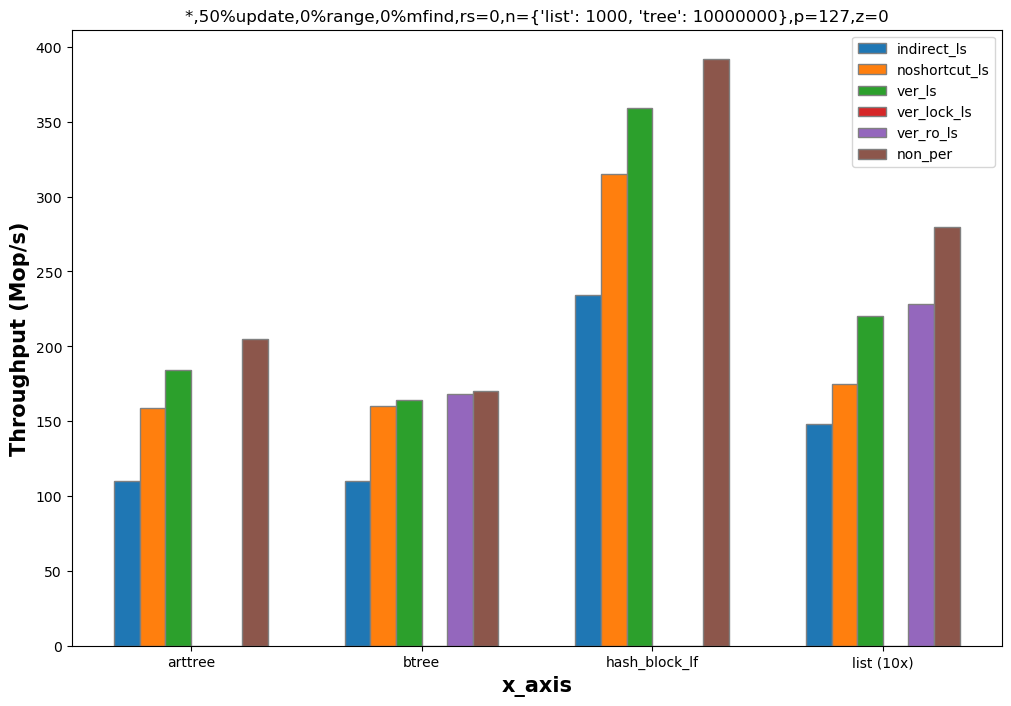 *,50%update,0%range,0%mfind,rs=0,n={'list': 1000, 'tree': 10000000},p=127,z=0
400
350
300
250
200
150
100
50
0
Throughput (Mop/s)
indirect_ls
noshortcut_ls
ver_ls
ver_lock_ls
ver_ro_ls
non_per
arttree
btree
hash_block_lf
list (10x)
x_axis